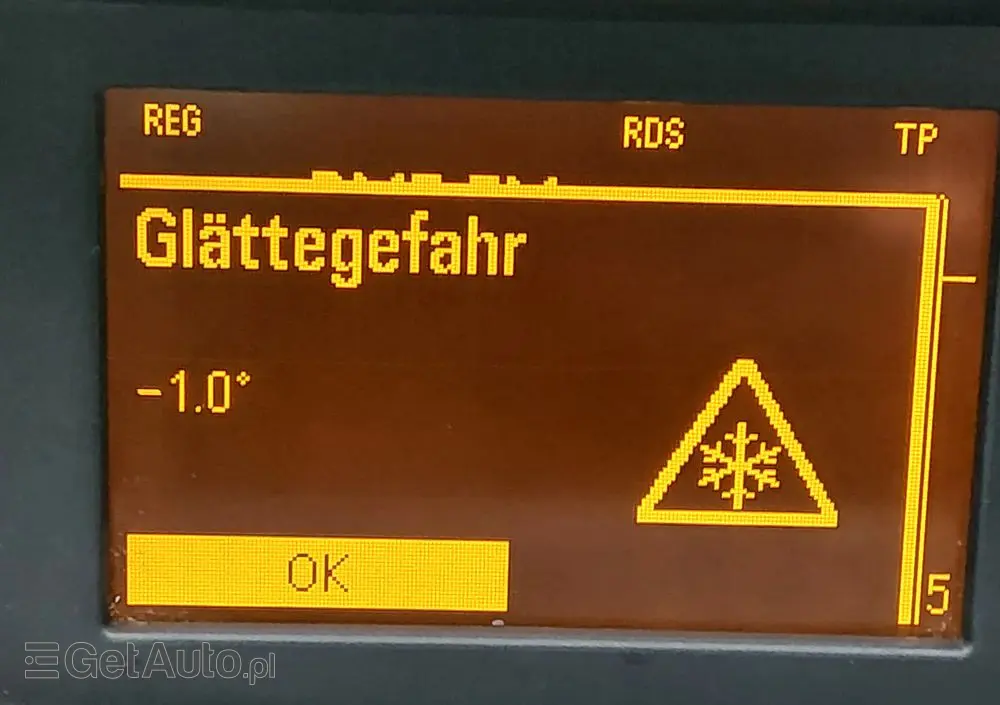 REG RDS TP
Glättegefahr
-1.0°
OK
5
GetAuto.pl